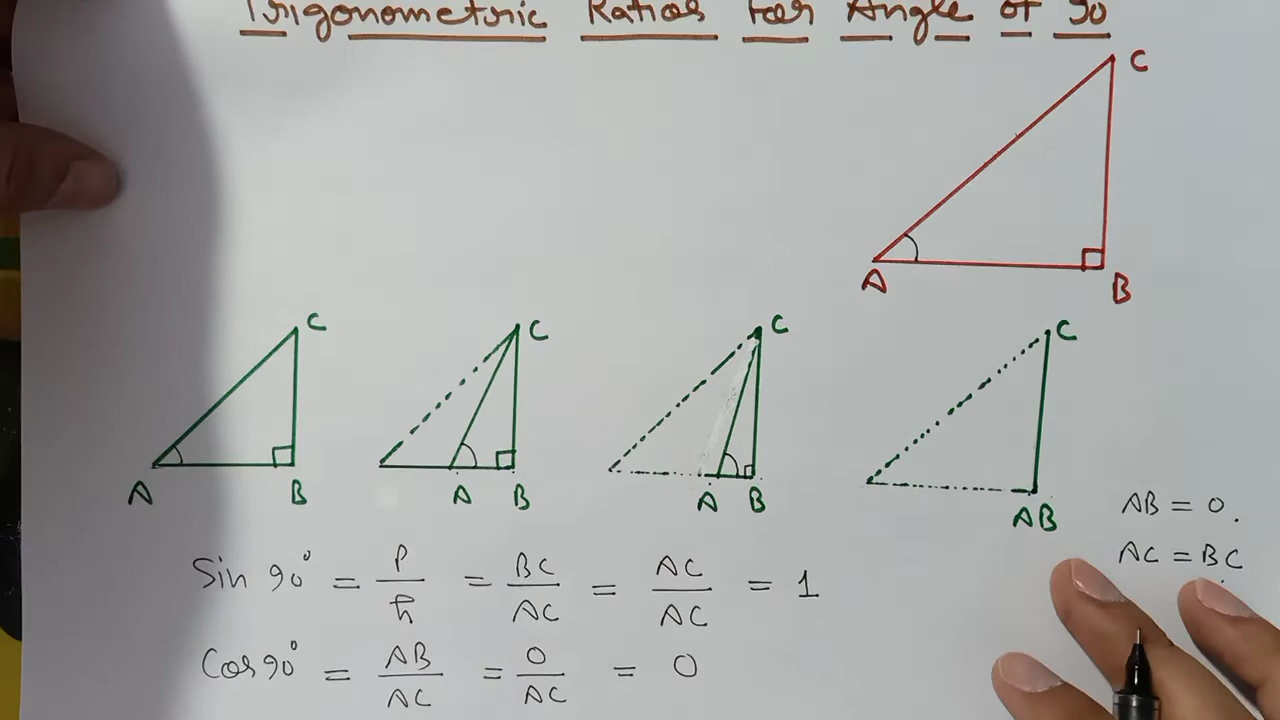 Trigonometric Ratios for Angle of 90
C
A
B
C
A
B
C
A
B
C
A
B
C
AB
AB = 0.
AC = BC
Sin 90° = P/h = BC/AC = AC/AC = 1
Cos 90° = AB/AC = 0/AC = 0